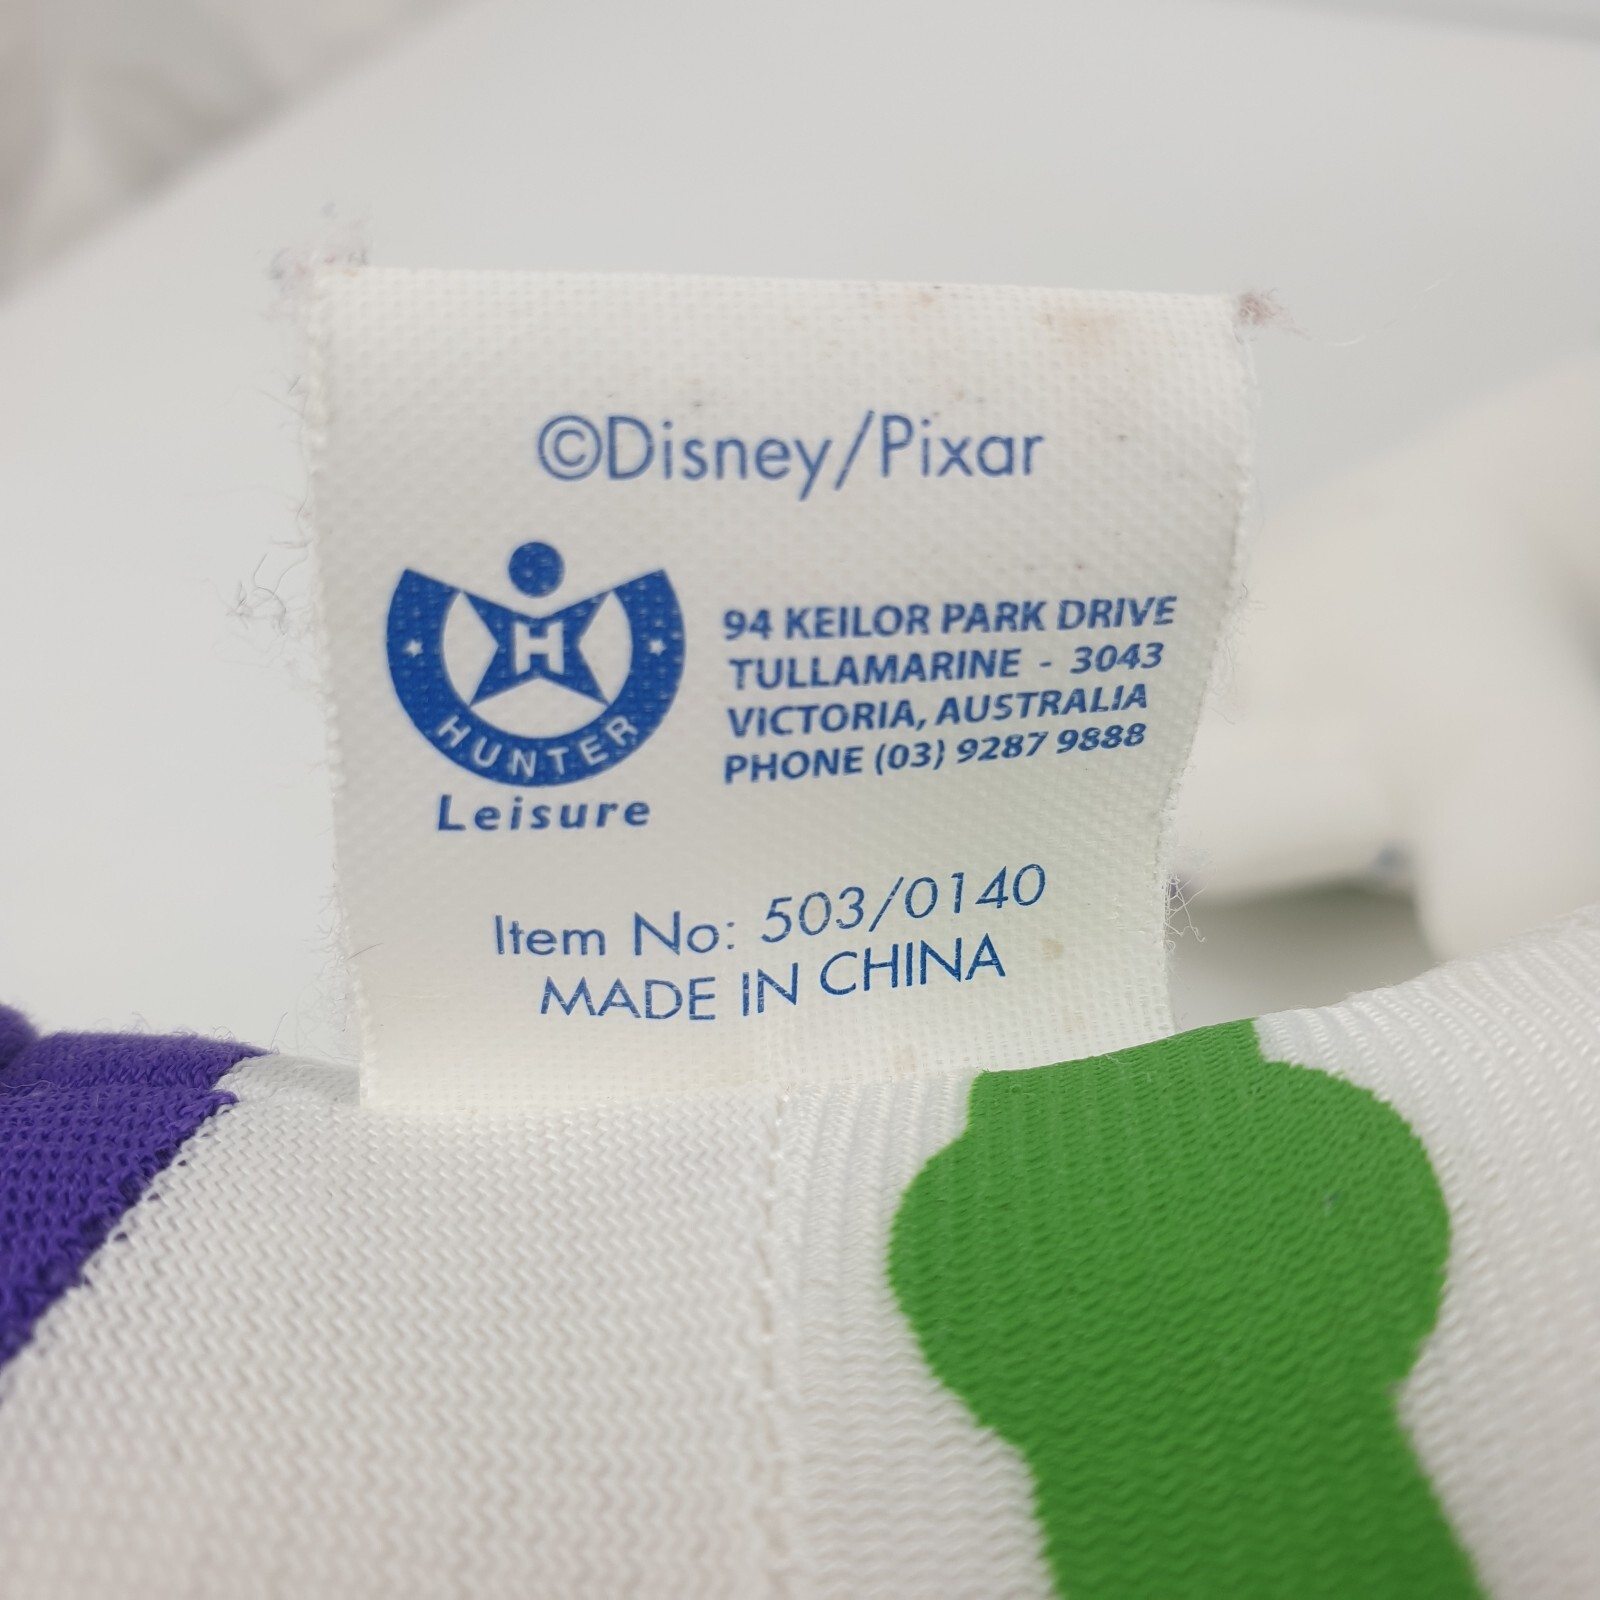 ©Disney/Pixar
H
HUNTER
Leisure
94 KEILOR PARK DRIVE
TULLAMARINE - 3043
VICTORIA, AUSTRALIA
PHONE (03) 9287 9888
Item No: 503/0140
MADE IN CHINA